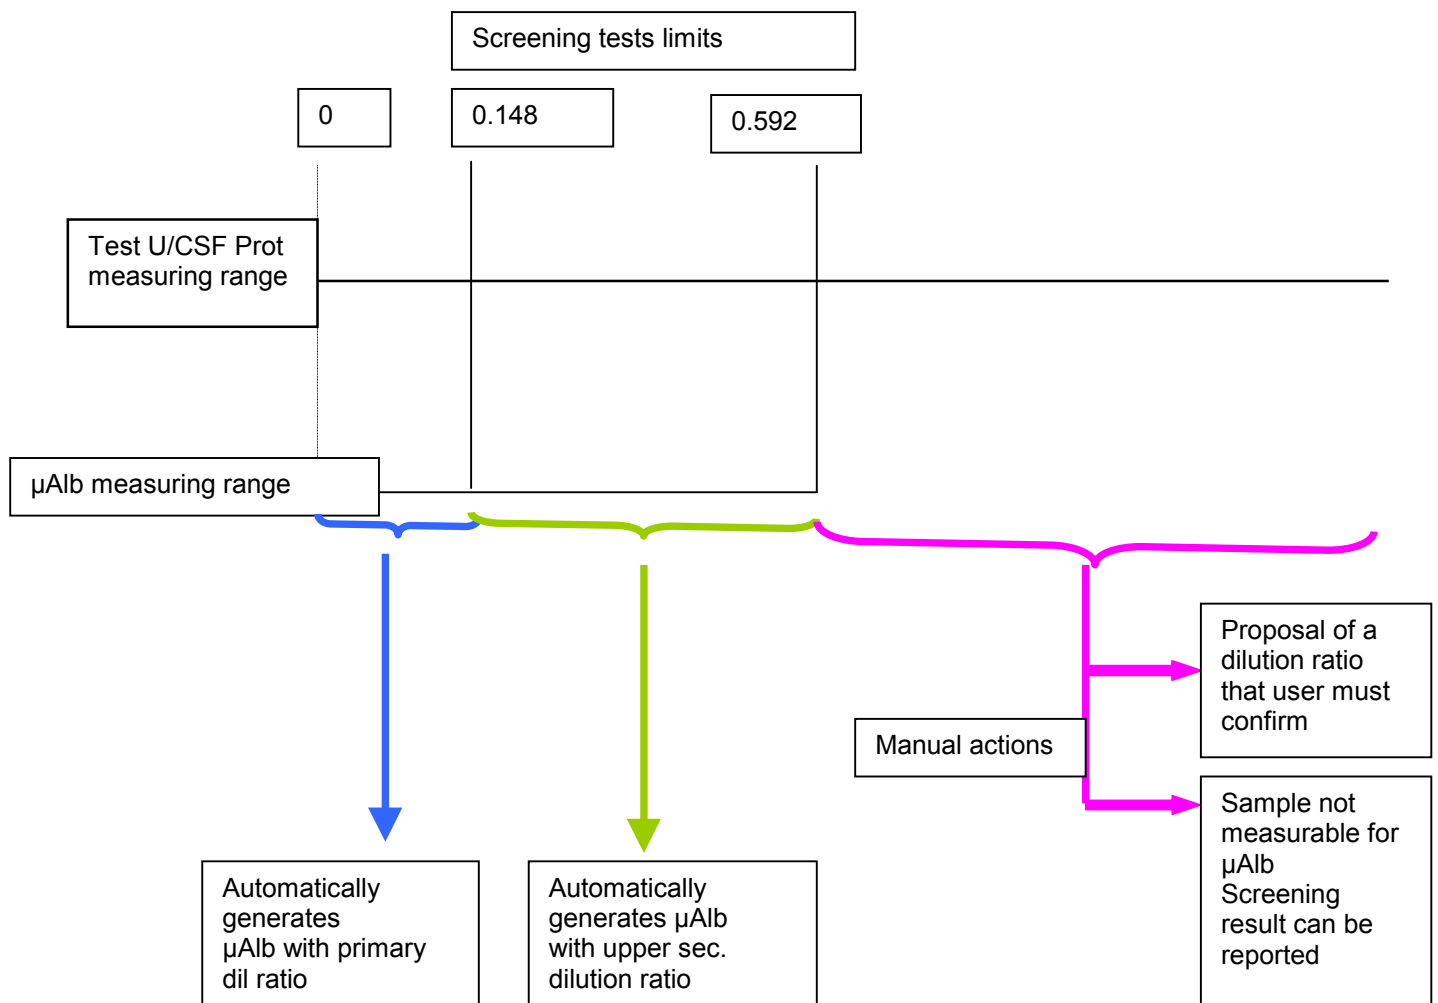 Screening tests limits
0
0.148
0.592
Test U/CSF Prot
measuring range
µAlb measuring range
Proposal of a
dilution ratio
that user must
confirm
Manual actions
Sample not
measurable for
µAlb
Screening
result can be
reported
Automatically
generates
µAlb with primary
dil ratio
Automatically
generates µAlb
with upper sec.
dilution ratio